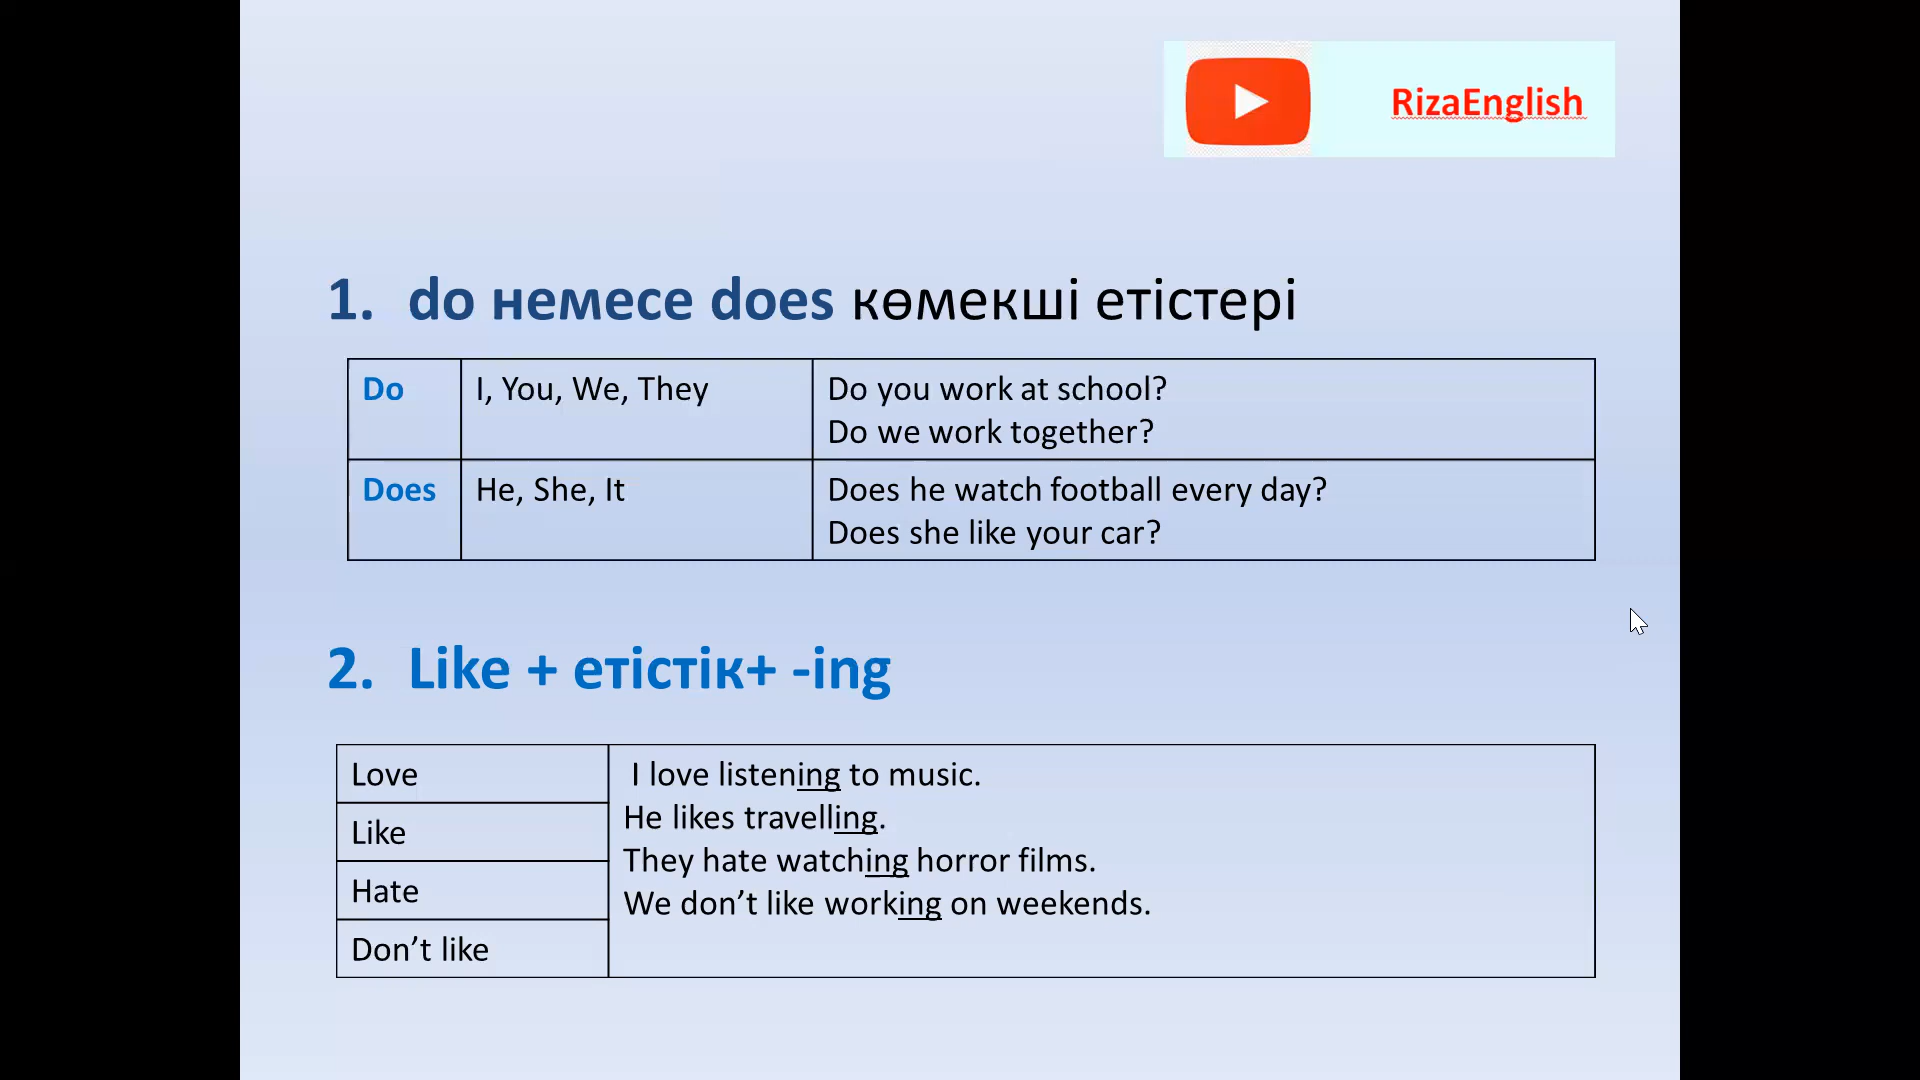 RizaEnglish
1. do немесе does көмекші етістері
Do
I, You, We, They
Do you work at school?
Do we work together?
Does
He, She, It
Does he watch football every day?
Does she like your car?
2. Like + етістік+ -ing
Love
Like
Hate
Don’t like
I love listening to music.
He likes travelling.
They hate watching horror films.
We don’t like working on weekends.